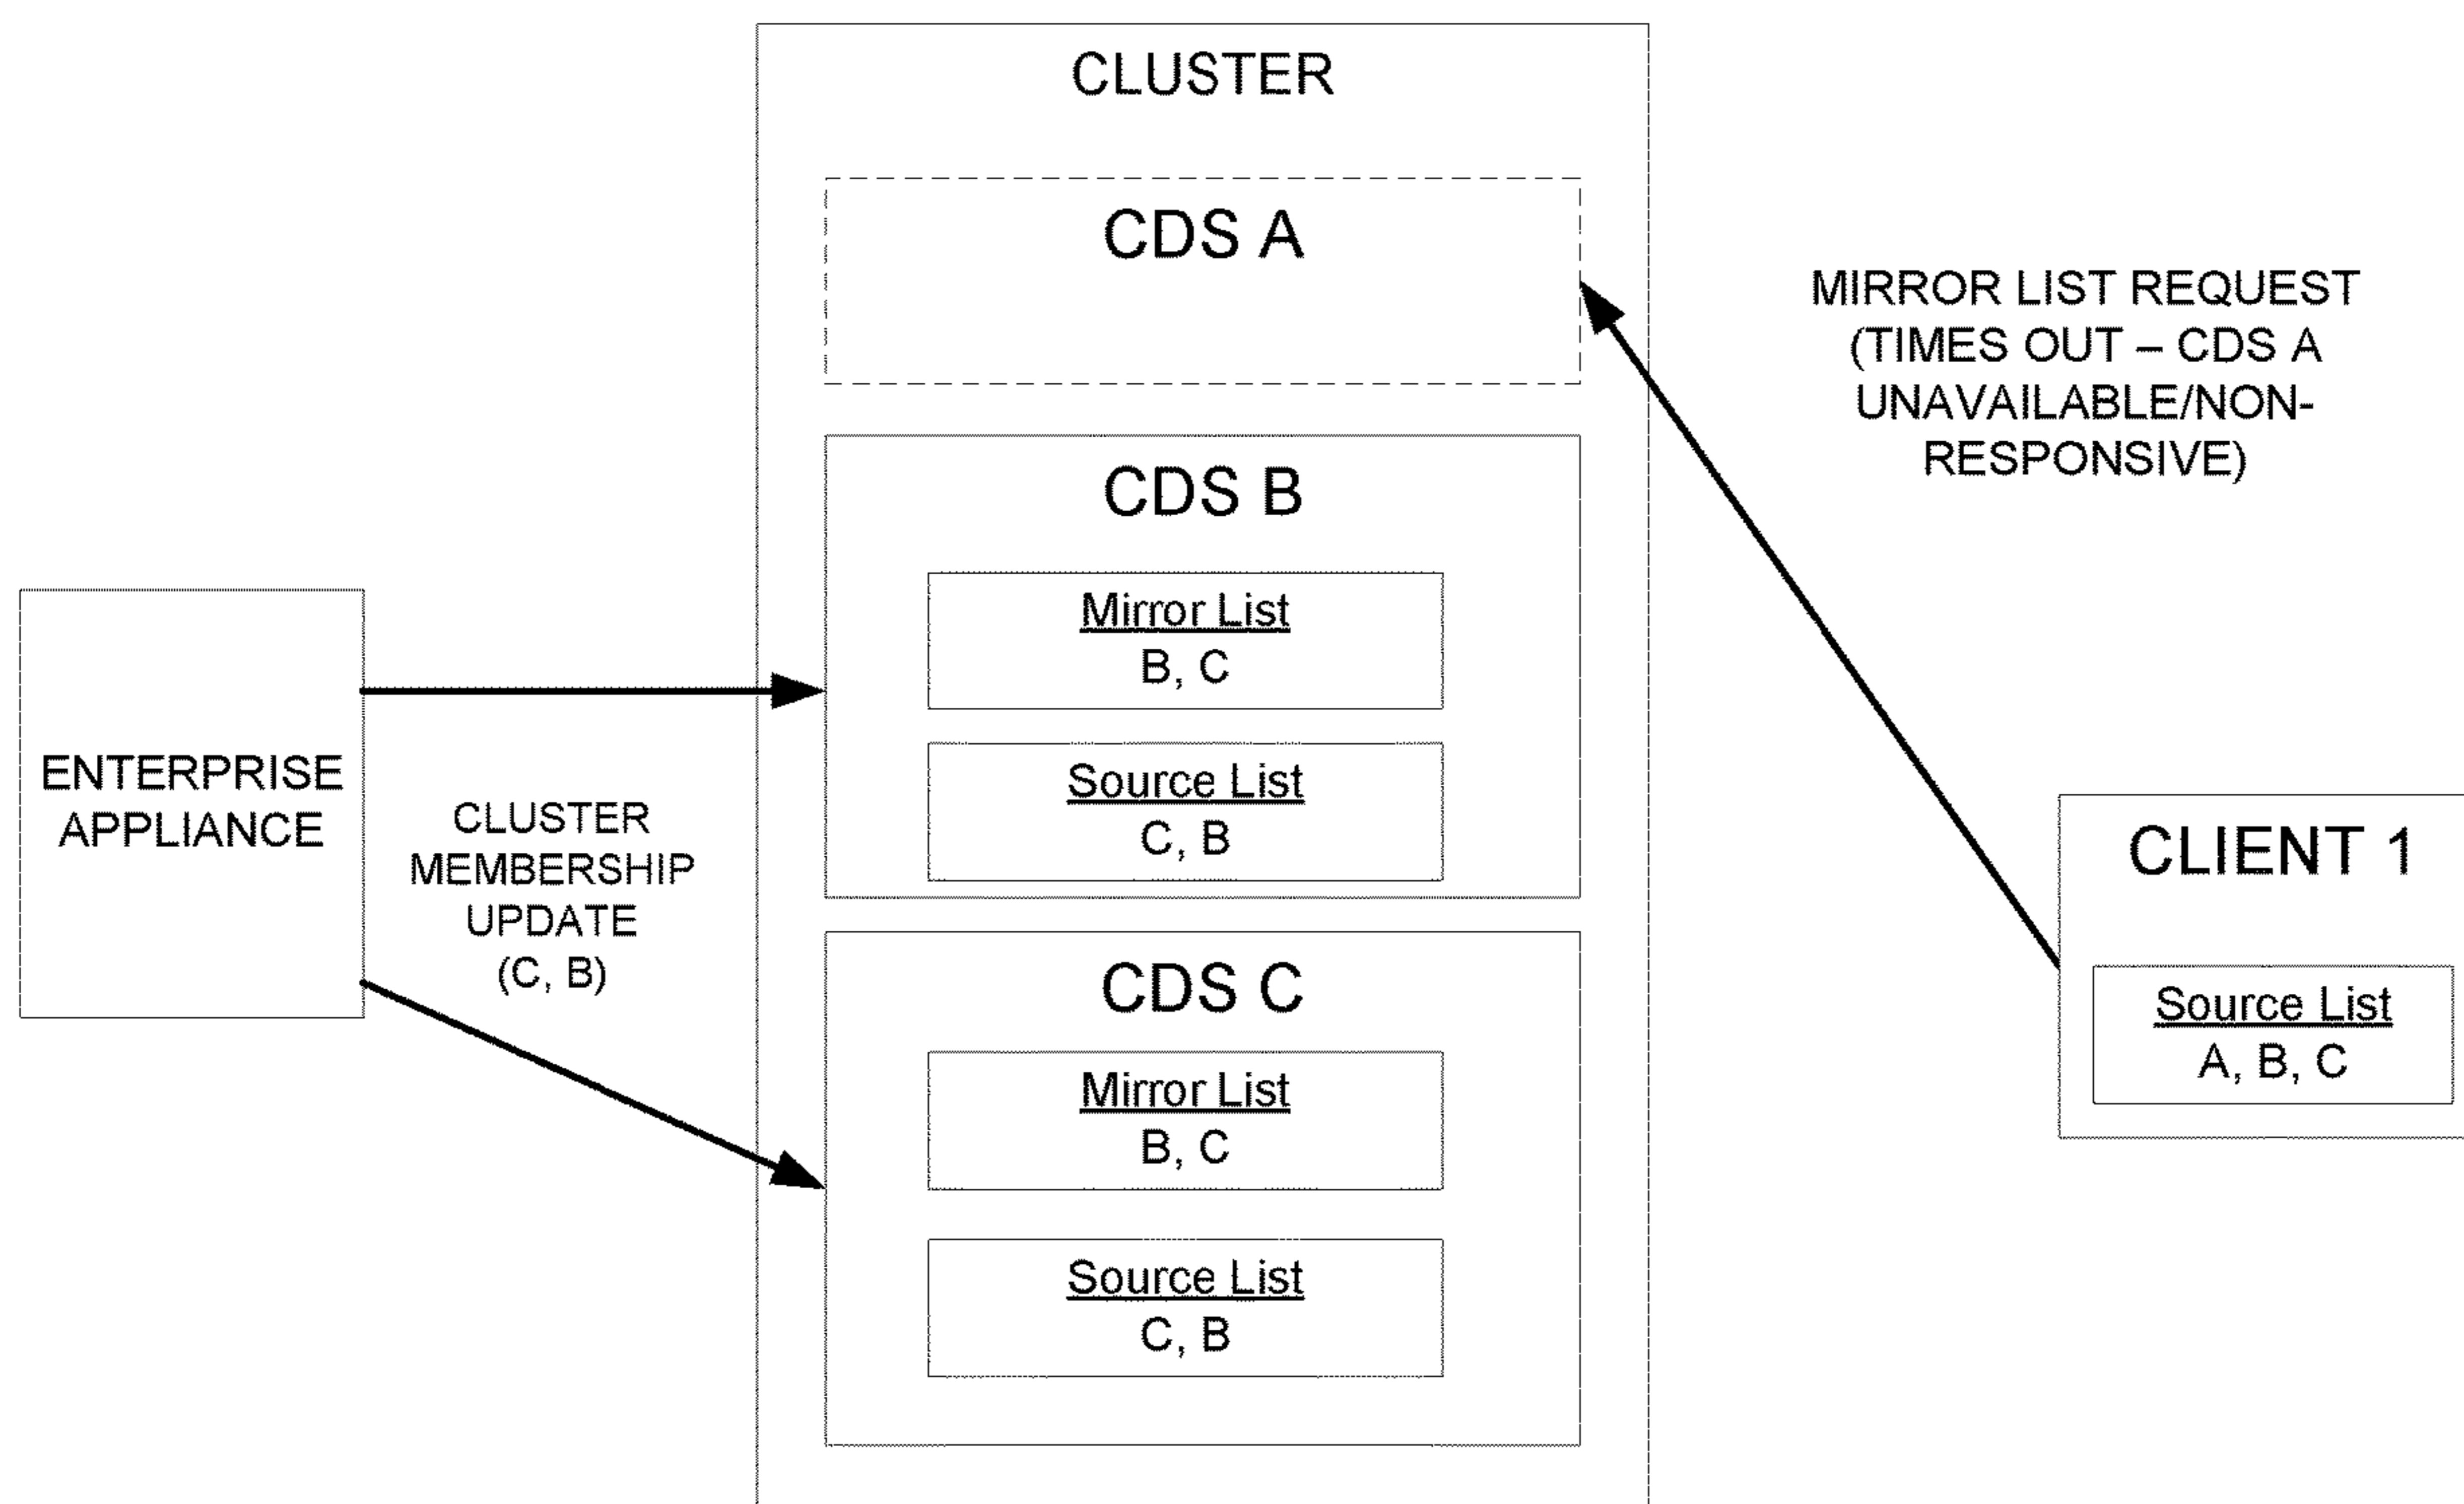 CLUSTER
CDS A
MIRROR LIST REQUEST
(TIMES OUT – CDS A
UNAVAILABLE/NON-
RESPONSIVE)
CDS B
Mirror List
B, C
Source List
C, B
ENTERPRISE
APPLIANCE
CLUSTER
MEMBERSHIP
UPDATE
(C, B)
CDS C
Mirror List
B, C
Source List
C, B
CLIENT 1
Source List
A, B, C